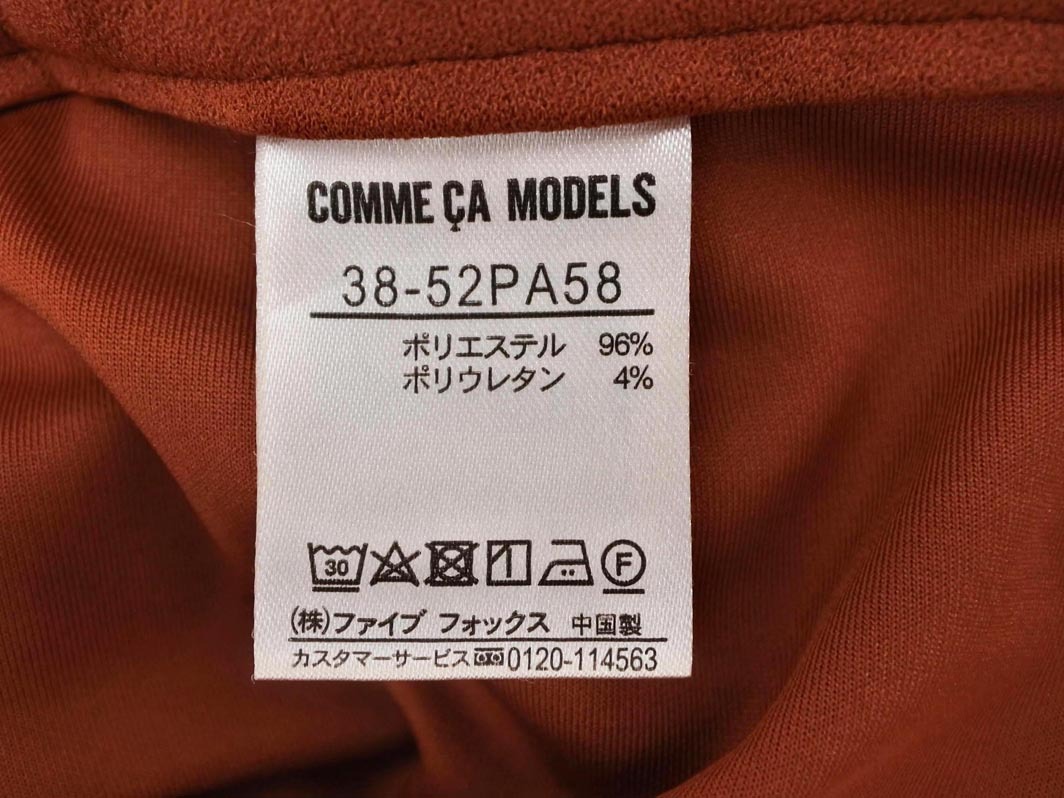 COMME ÇA MODELS
38-52PA58
ポリエステル 96%
ポリウレタン 4%
30 F
(株)ファイブ フォックス 中国製
カスタマーサービス 0120-114563